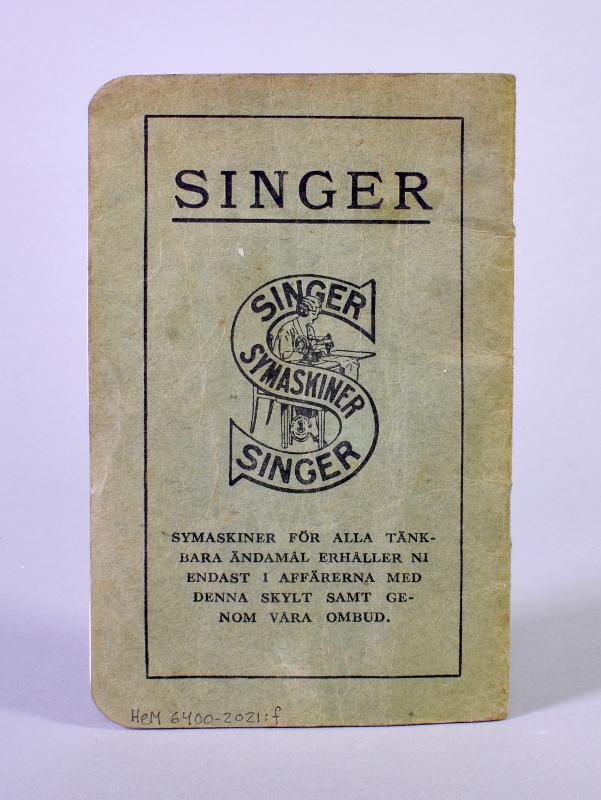 SINGER
SINGER
SYMASKINER
SINGER
SYMASKINER FÖR ALLA TÄNK-
BARA ÄNDAMÅL ERHÅLLER NI
ENDAST I AFFÄRERNA MED
DENNA SKYLT SAMT GE-
NOM VÅRA OMBUD.
HeM 6400-2021:f